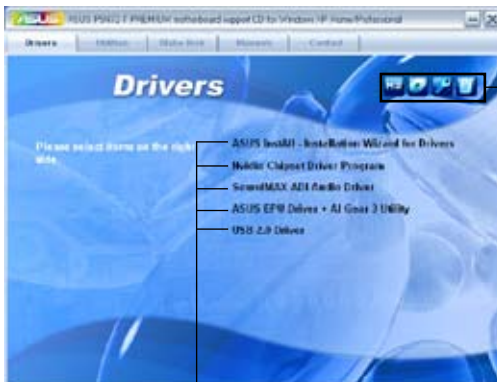 ASUS P5N72-T PREMIUM motherboard support CD for Windows XP Home/Professional
Drivers Utilities Make Disk Manuals Contact
Drivers
Please select items on the right side.
ASUS InstAll - Installation Wizard for Drivers
Nvidia Chipset Driver Program
SoundMAX ADI Audio Driver
ASUS EPU Driver + AI Gear 3 Utility
USB 2.0 Driver